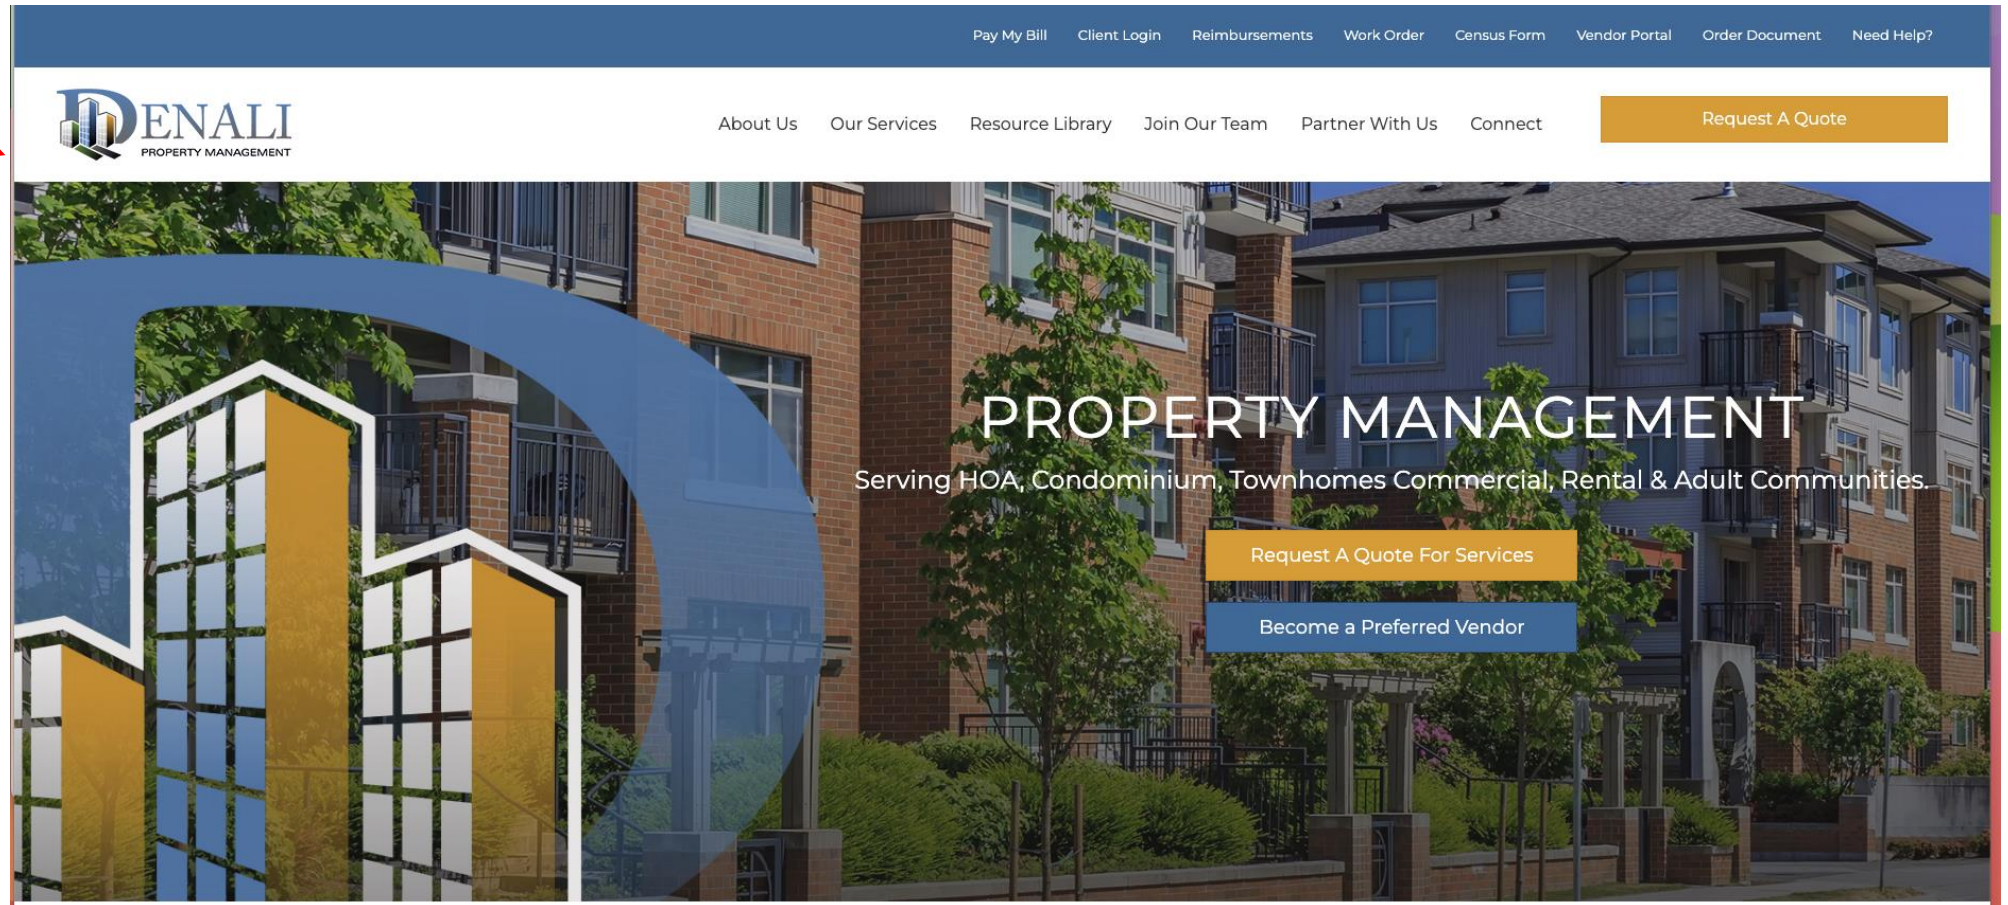 Pay My Bill Client Login Reimbursements Work Order Census Form Vendor Portal Order Document Need Help?
DENALI
PROPERTY MANAGEMENT
About Us Our Services Resource Library Join Our Team Partner With Us Connect Request A Quote
PROPERTY MANAGEMENT
Serving HOA, Condominium, Townhomes Commercial, Rental & Adult Communities.
Request A Quote For Services
Become a Preferred Vendor